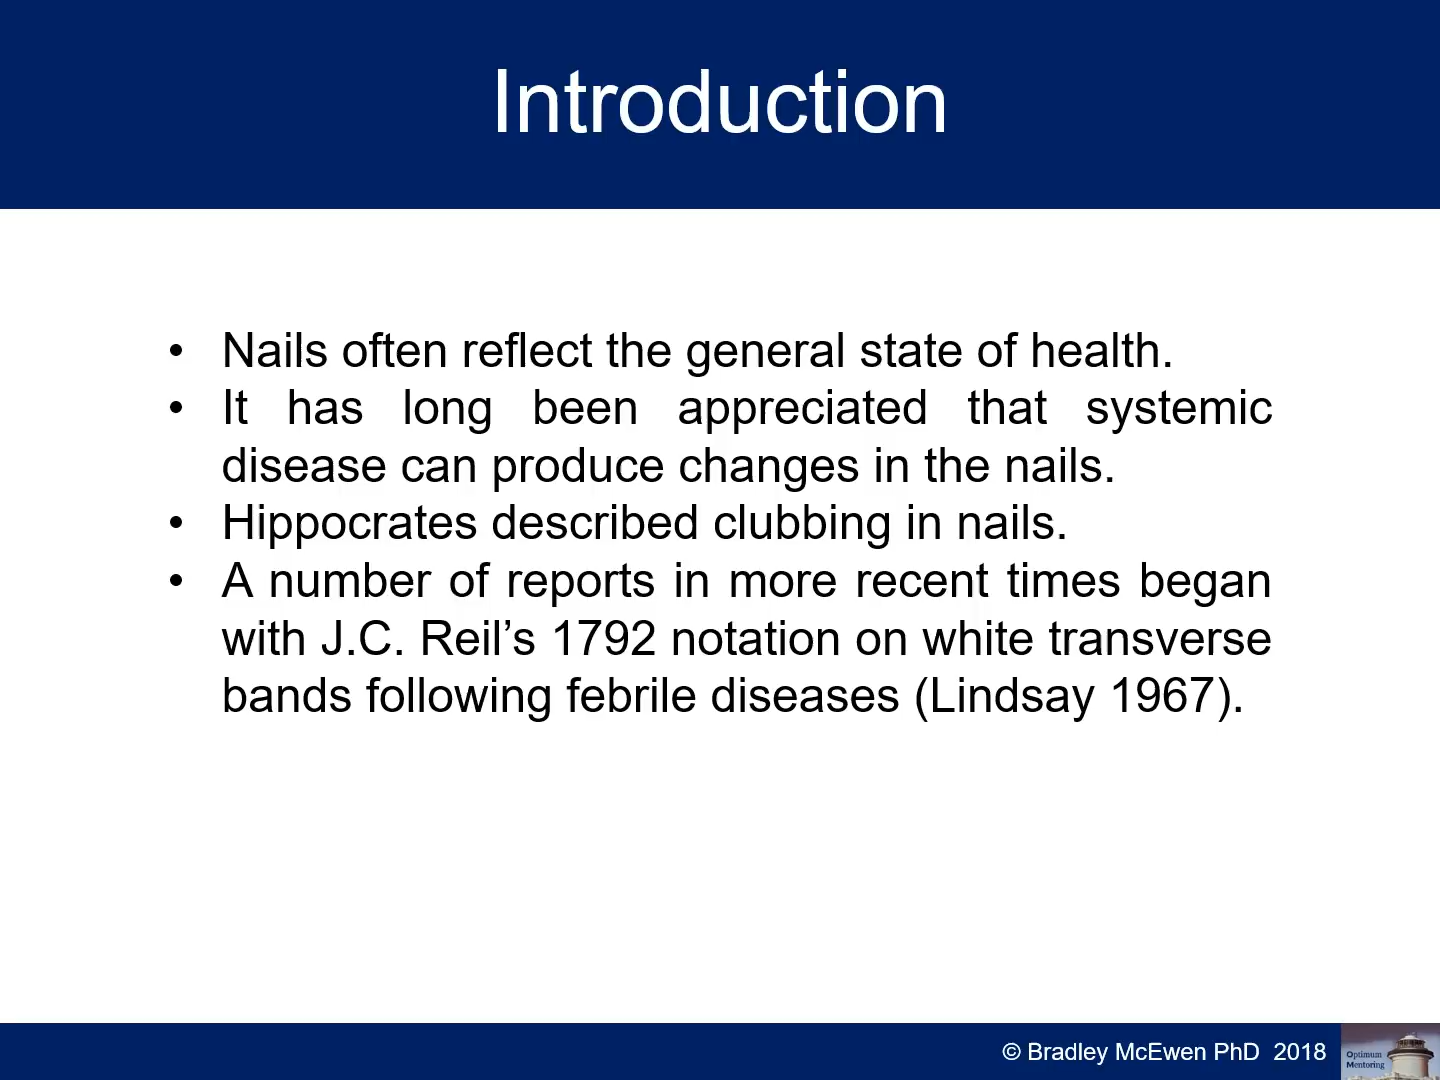 Introduction
• Nails often reflect the general state of health.
• It has long been appreciated that systemic
disease can produce changes in the nails.
• Hippocrates described clubbing in nails.
• A number of reports in more recent times began
with J.C. Reil’s 1792 notation on white transverse
bands following febrile diseases (Lindsay 1967).
© Bradley McEwen PhD 2018
Optimum
Mentoring